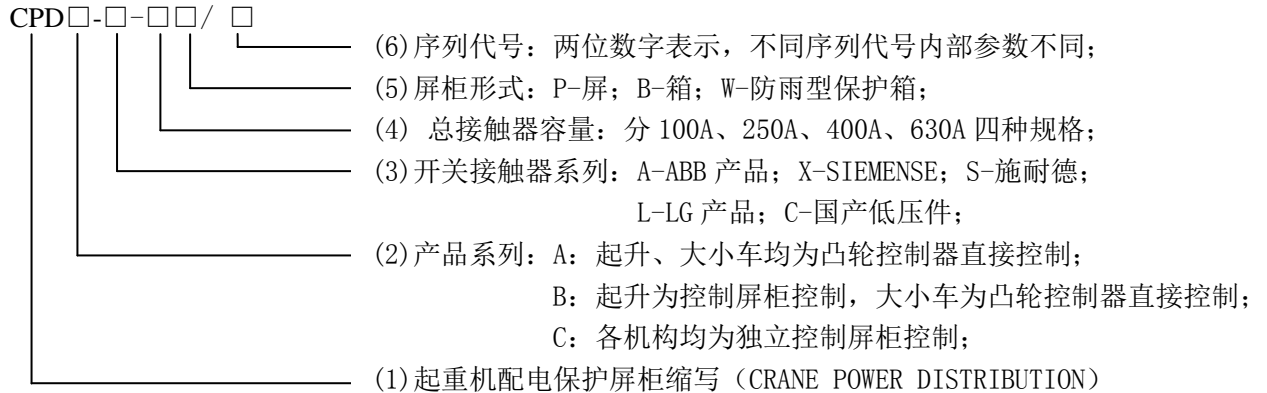 CPD□-□-□□/ □
(6)序列代号：两位数字表示，不同序列代号内部参数不同；
(5)屏柜形式：P-屏；B-箱；W-防雨型保护箱；
(4) 总接触器容量：分 100A、250A、400A、630A 四种规格；
(3)开关接触器系列：A-ABB 产品；X-SIEMENSE；S-施耐德；
L-LG 产品；C-国产低压件；
(2)产品系列：A：起升、大小车均为凸轮控制器直接控制；
B：起升为控制屏柜控制，大小车为凸轮控制器直接控制；
C：各机构均为独立控制屏柜控制；
(1)起重机配电保护屏柜缩写（CRANE POWER DISTRIBUTION）